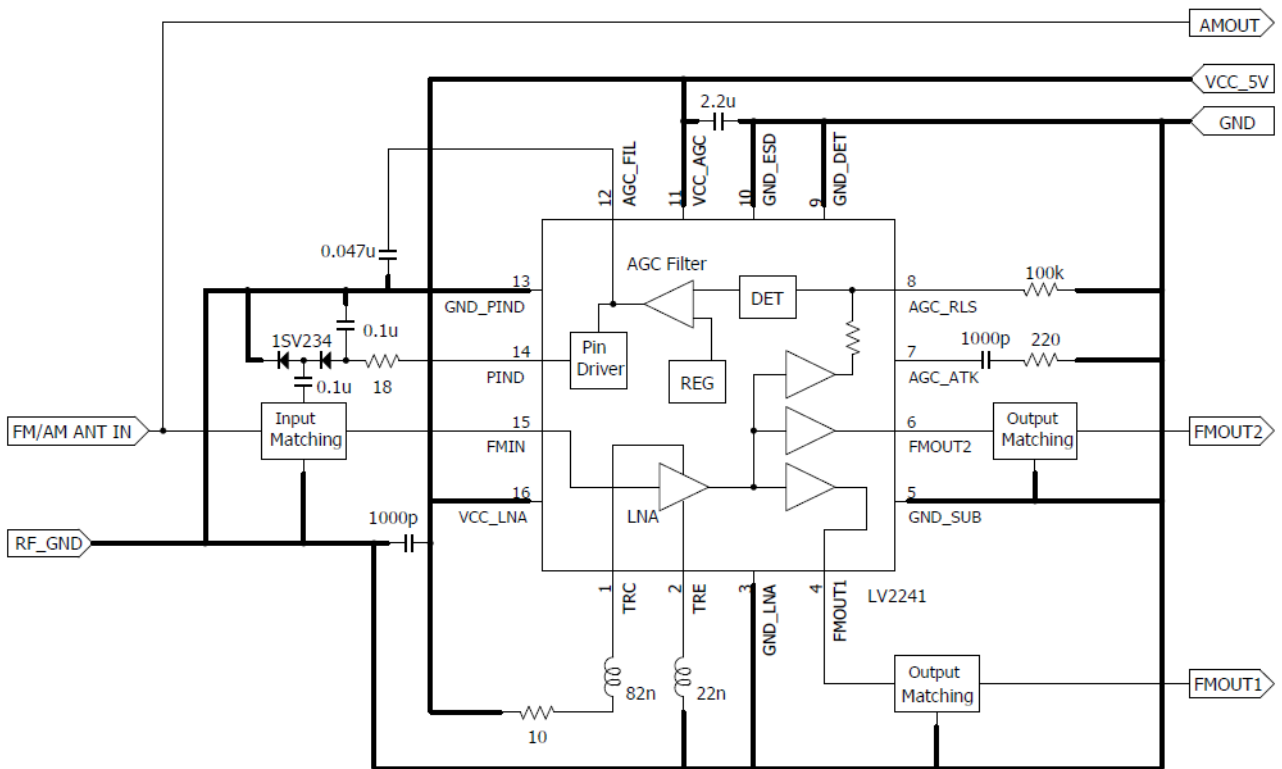 AMOUT
VCC_5V
2.2u
GND
AGC_FIL
VCC_AGC
GND_ESD
GND_DET
12
11
10
9
0.047u
AGC Filter
13
GND_PIND
DET
8
100k
AGC_RLS
1SV234
0.1u
14
PIND
Pin
Driver
REG
1000p
220
7
AGC_ATK
0.1u
18
FM/AM ANT IN
Input
Matching
15
FMIN
6
FMOUT2
Output
Matching
FMOUT2
16
VCC_LNA
LNA
5
GND_SUB
1000p
RF_GND
1
2
3
4
TRC
TRE
GND_LNA
FMOUT1
LV2241
82n
22n
Output
Matching
FMOUT1
10